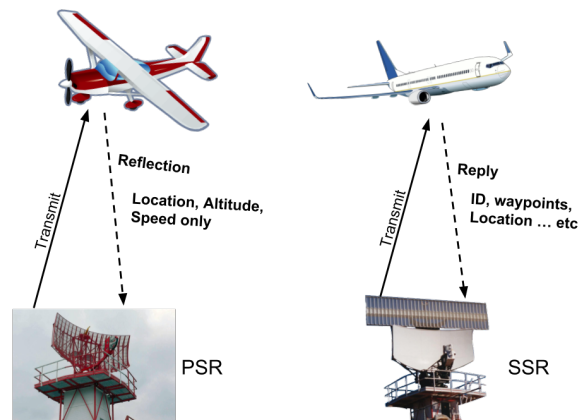 Reflection
Location, Altitude,
Speed only
Transmit
PSR
Reply
ID, waypoints,
Location ... etc
Transmit
SSR